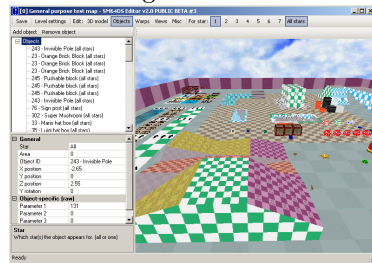 [0] General purpose test map - SM64DS Editor v2.0 PUBLIC BETA #3
Save Level settings Edit: 3D model Objects Warps Views Misc For star: 1 2 3 4 5 6 7 All stars
Add object Remove object
Objects
243 - Invisible Pole (all stars)
23 - Orange Brick Block (all stars)
23 - Orange Brick Block (all stars)
245 - Pushable block (all stars)
245 - Pushable block (all stars)
245 - Pushable block (all stars)
243 - Invisible Pole (all stars)
76 - Sign post (all stars)
302 - Super Mushroom (all stars)
33 - Mario hat box (all stars)
35 - Luigi hat box (all stars)
General
Star All
Area 0
Object ID 243 - Invisible Pole
X position -2.65
Y position 0
Z position 2.55
Y rotation 0
Object-specific (raw)
Parameter 1 131
Parameter 2 0
Parameter 3 0
Star
Which star(s) the object appears for. (all or one)
Ready